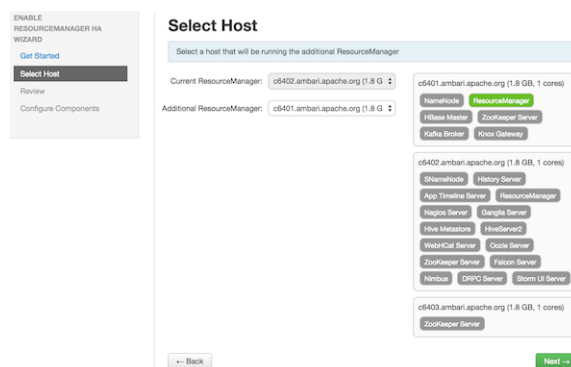 ENABLE
RESOURCEMANAGER HA
WIZARD
Get Started
Select Host
Review
Configure Components
Select Host
Select a host that will be running the additional ResourceManager
Current ResourceManager: c6402.ambari.apache.org (1.8 G
Additional ResourceManager: c6401.ambari.apache.org (1.8 G
c6401.ambari.apache.org (1.8 GB, 1 cores)
NameNode ResourceManager
HBase Master ZooKeeper Server
Kafka Broker Knox Gateway
c6402.ambari.apache.org (1.8 GB, 1 cores)
SNameNode History Server
App Timeline Server ResourceManager
Nagios Server Ganglia Server
Hive Metastore HiveServer2
WebHCat Server Oozie Server
ZooKeeper Server Falcon Server
Nimbus DRPC Server Storm UI Server
c6403.ambari.apache.org (1.8 GB, 1 cores)
ZooKeeper Server
← Back Next →